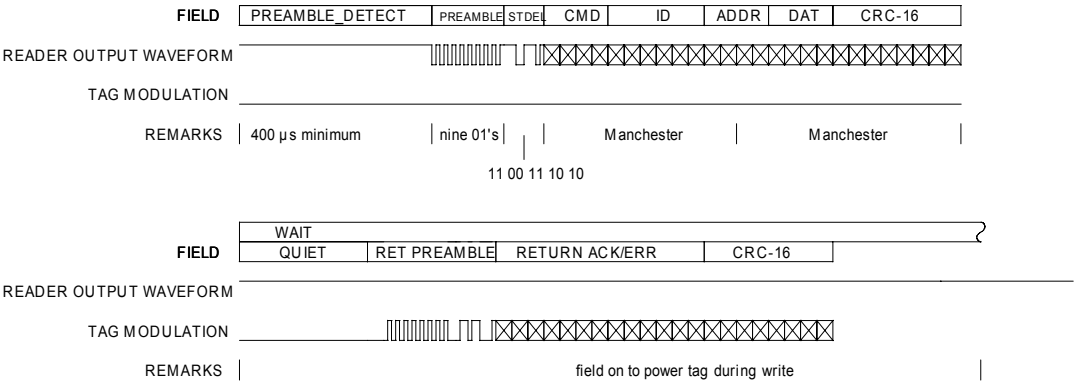 FIELD PREAMBLE_DETECT PREAMBLE STDEL CMD ID ADDR DAT CRC-16
READER OUTPUT WAVEFORM
TAG MODULATION
REMARKS 400 µs minimum nine 01's Manchester Manchester
11 00 11 10 10
WAIT
FIELD QUIET RET PREAMBLE RETURN ACK/ERR CRC-16
READER OUTPUT WAVEFORM
TAG MODULATION
REMARKS field on to power tag during write